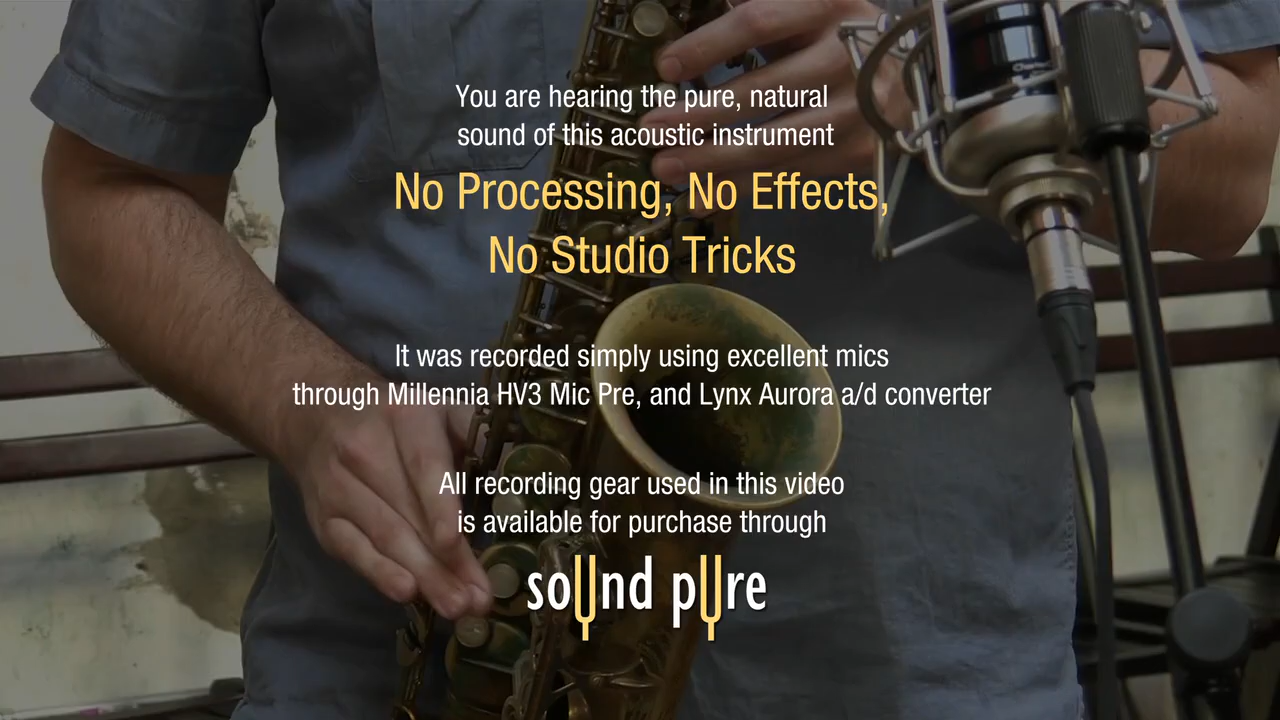 You are hearing the pure, natural
sound of this acoustic instrument
No Processing, No Effects,
No Studio Tricks
It was recorded simply using excellent mics
through Millennia HV3 Mic Pre, and Lynx Aurora a/d converter
All recording gear used in this video
is available for purchase through
sound pure